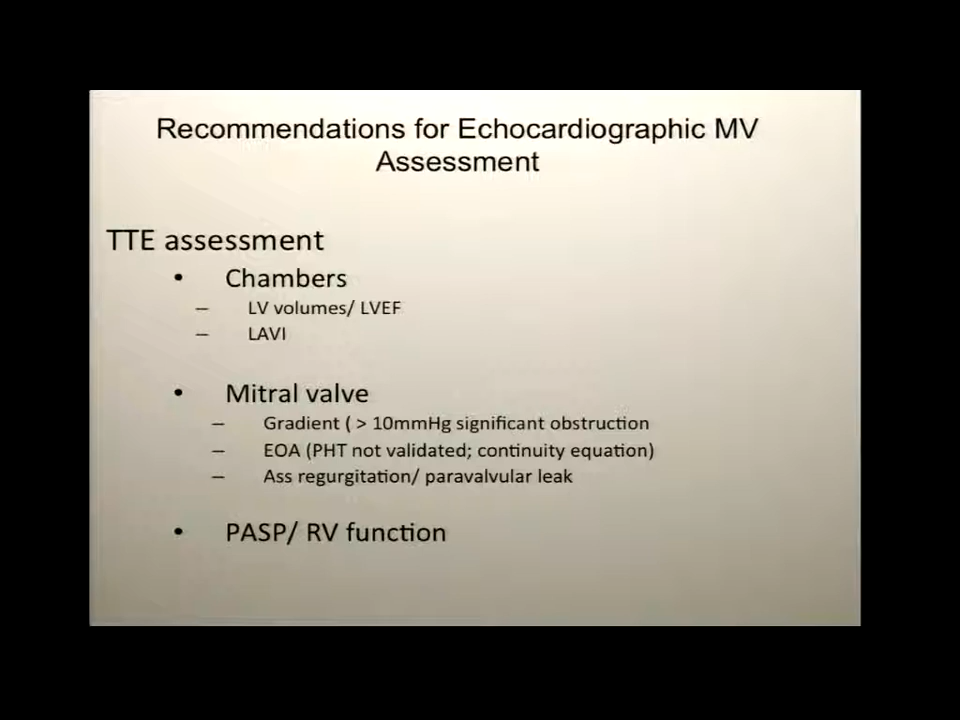 Recommendations for Echocardiographic MV
Assessment
TTE assessment
• Chambers
– LV volumes/ LVEF
– LAVI
• Mitral valve
– Gradient ( > 10mmHg significant obstruction
– EOA (PHT not validated; continuity equation)
– Ass regurgitation/ paravalvular leak
• PASP/ RV function